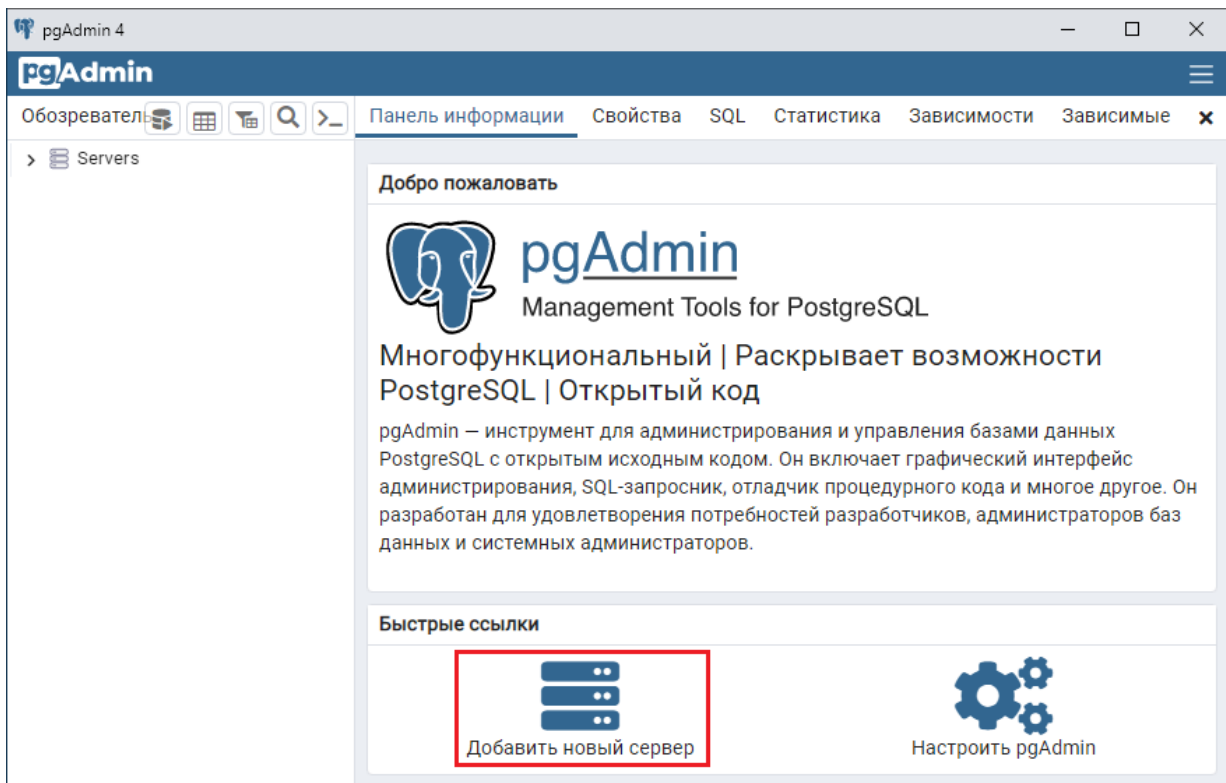 pgAdmin 4
pgAdmin
Обозреватель
Панель информации Свойства SQL Статистика Зависимости Зависимые
Servers
Добро пожаловать
pgAdmin
Management Tools for PostgreSQL
Многофункциональный | Раскрывает возможности
PostgreSQL | Открытый код
pgAdmin — инструмент для администрирования и управления базами данных
PostgreSQL с открытым исходным кодом. Он включает графический интерфейс
администрирования, SQL-запросник, отладчик процедурного кода и многое другое. Он
разработан для удовлетворения потребностей разработчиков, администраторов баз
данных и системных администраторов.
Быстрые ссылки
Добавить новый сервер
Настроить pgAdmin